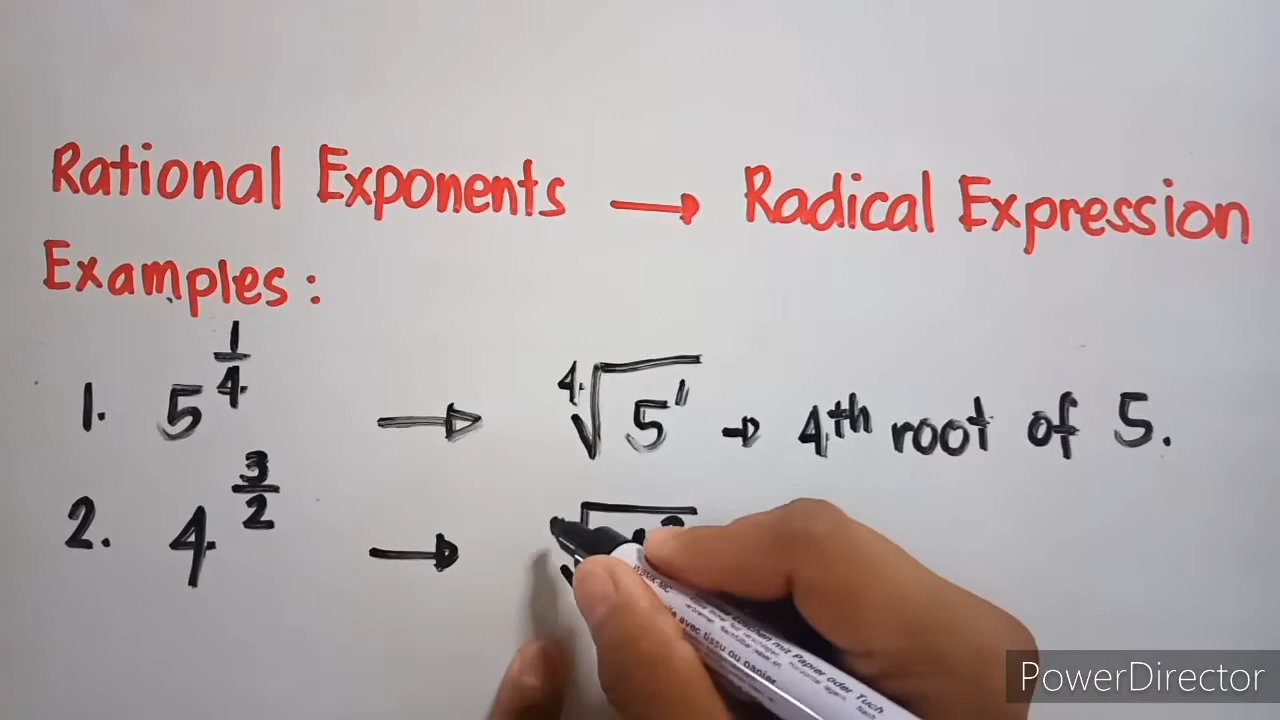 Rational Exponents → Radical Expression
Examples:
1. 5^(1/4) → ⁴√5¹ → 4th root of 5.
2. 4^(3/2) → √
PowerDirector